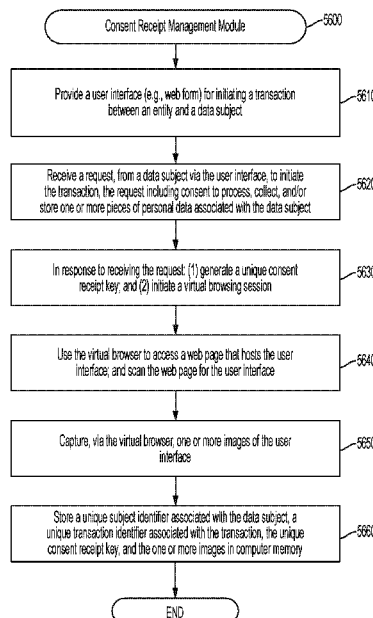 Consent Receipt Management Module
5600
Provide a user interface (e.g., web form) for initiating a transaction
between an entity and a data subject
5610
Receive a request, from a data subject via the user interface, to initiate
the transaction, the request including consent to process, collect, and/or
store one or more pieces of personal data associated with the data subject
5620
In response to receiving the request: (1) generate a unique consent
receipt key; and (2) initiate a virtual browsing session
5630
Use the virtual browser to access a web page that hosts the user
interface; and scan the web page for the user interface
5640
Capture, via the virtual browser, one or more images of the user
interface
5650
Store a unique subject identifier associated with the data subject, a
unique transaction identifier associated with the transaction, the unique
consent receipt key, and the one or more images in computer memory
5660
END